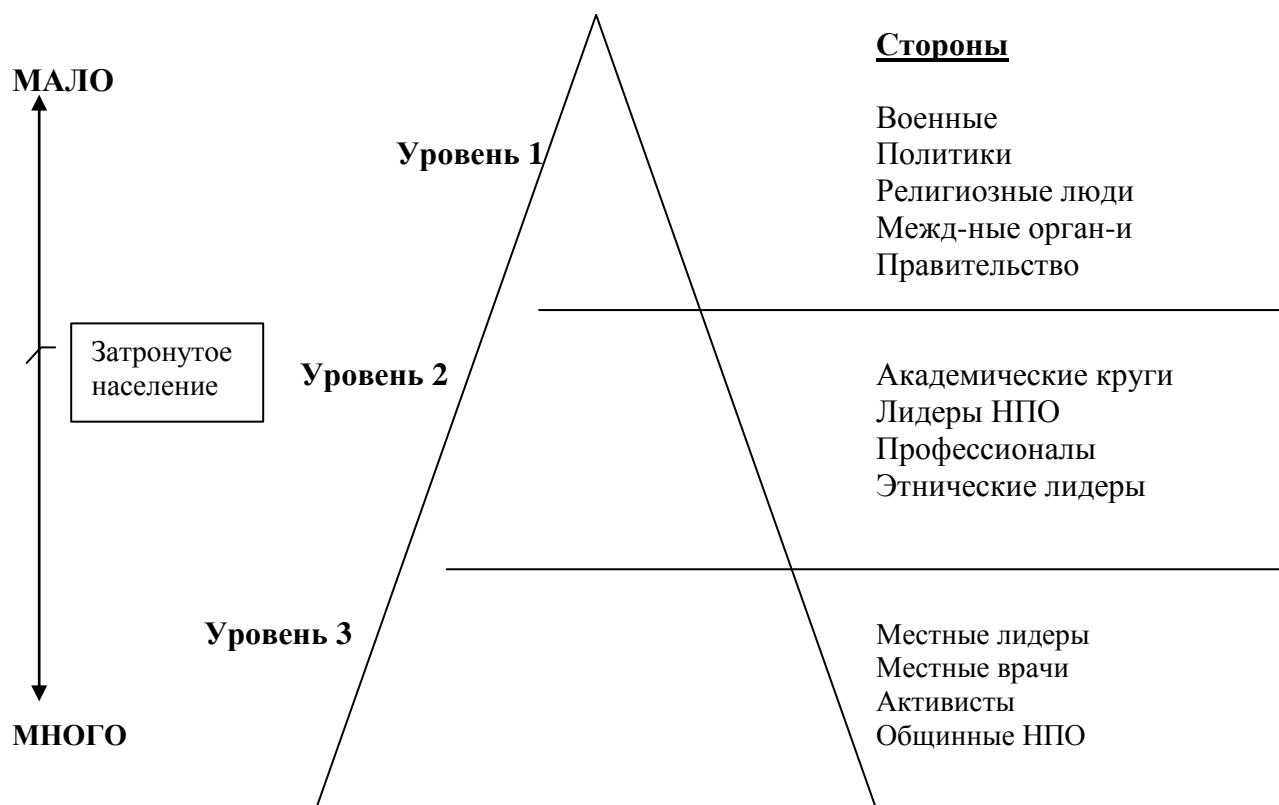 Стороны
МАЛО
Военные
Уровень 1
Политики
Религиозные люди
Межд-ные орган-и
Правительство
Затронутое
население
Уровень 2
Академические круги
Лидеры НПО
Профессионалы
Этнические лидеры
Уровень 3
Местные лидеры
Местные врачи
Активисты
Общинные НПО
МНОГО